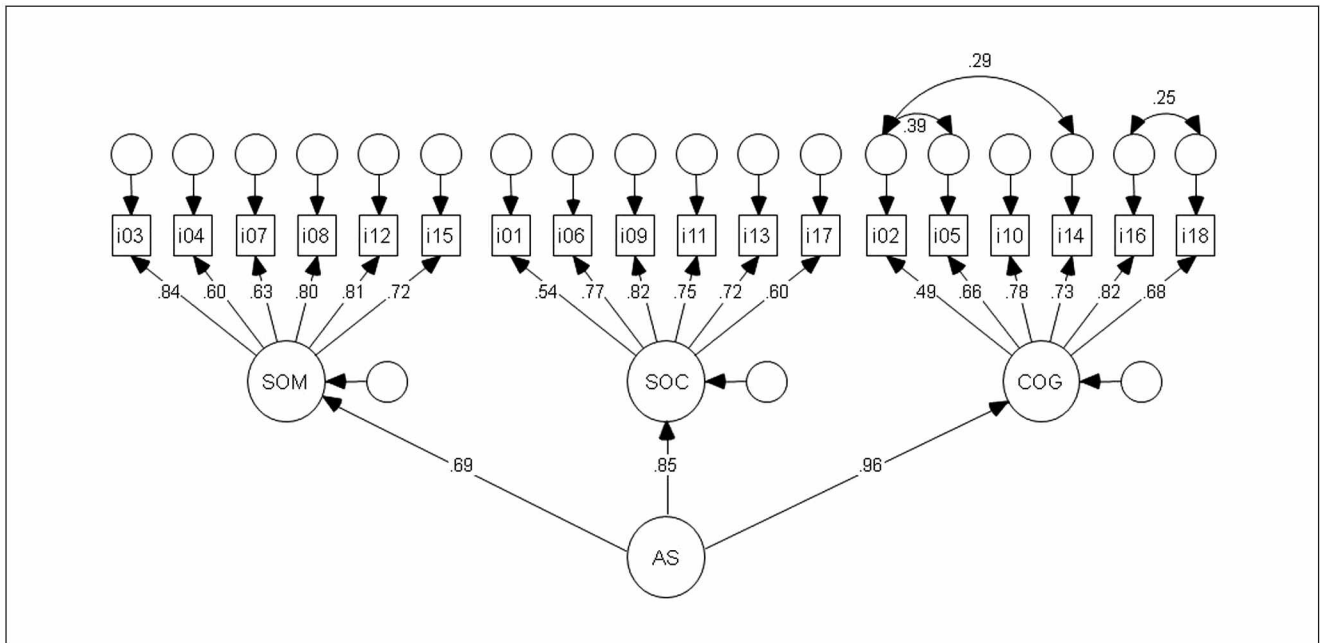 .29
.25
.39
i03 i04 i07 i08 i12 i15 i01 i06 i09 i11 i13 i17 i02 i05 i10 i14 i16 i18
.84 .60 .63 .80 .81 .72 .54 .77 .82 .75 .72 .60 .49 .66 .78 .73 .82 .68
SOM SOC COG
.69 .85 .96
AS